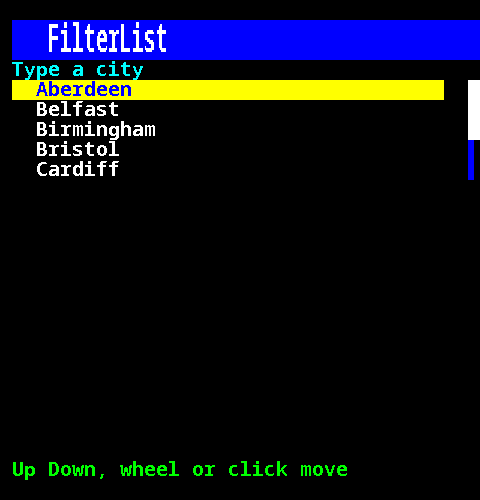 FilterList
Type a city
Aberdeen
Belfast
Birmingham
Bristol
Cardiff
Up Down, wheel or click move